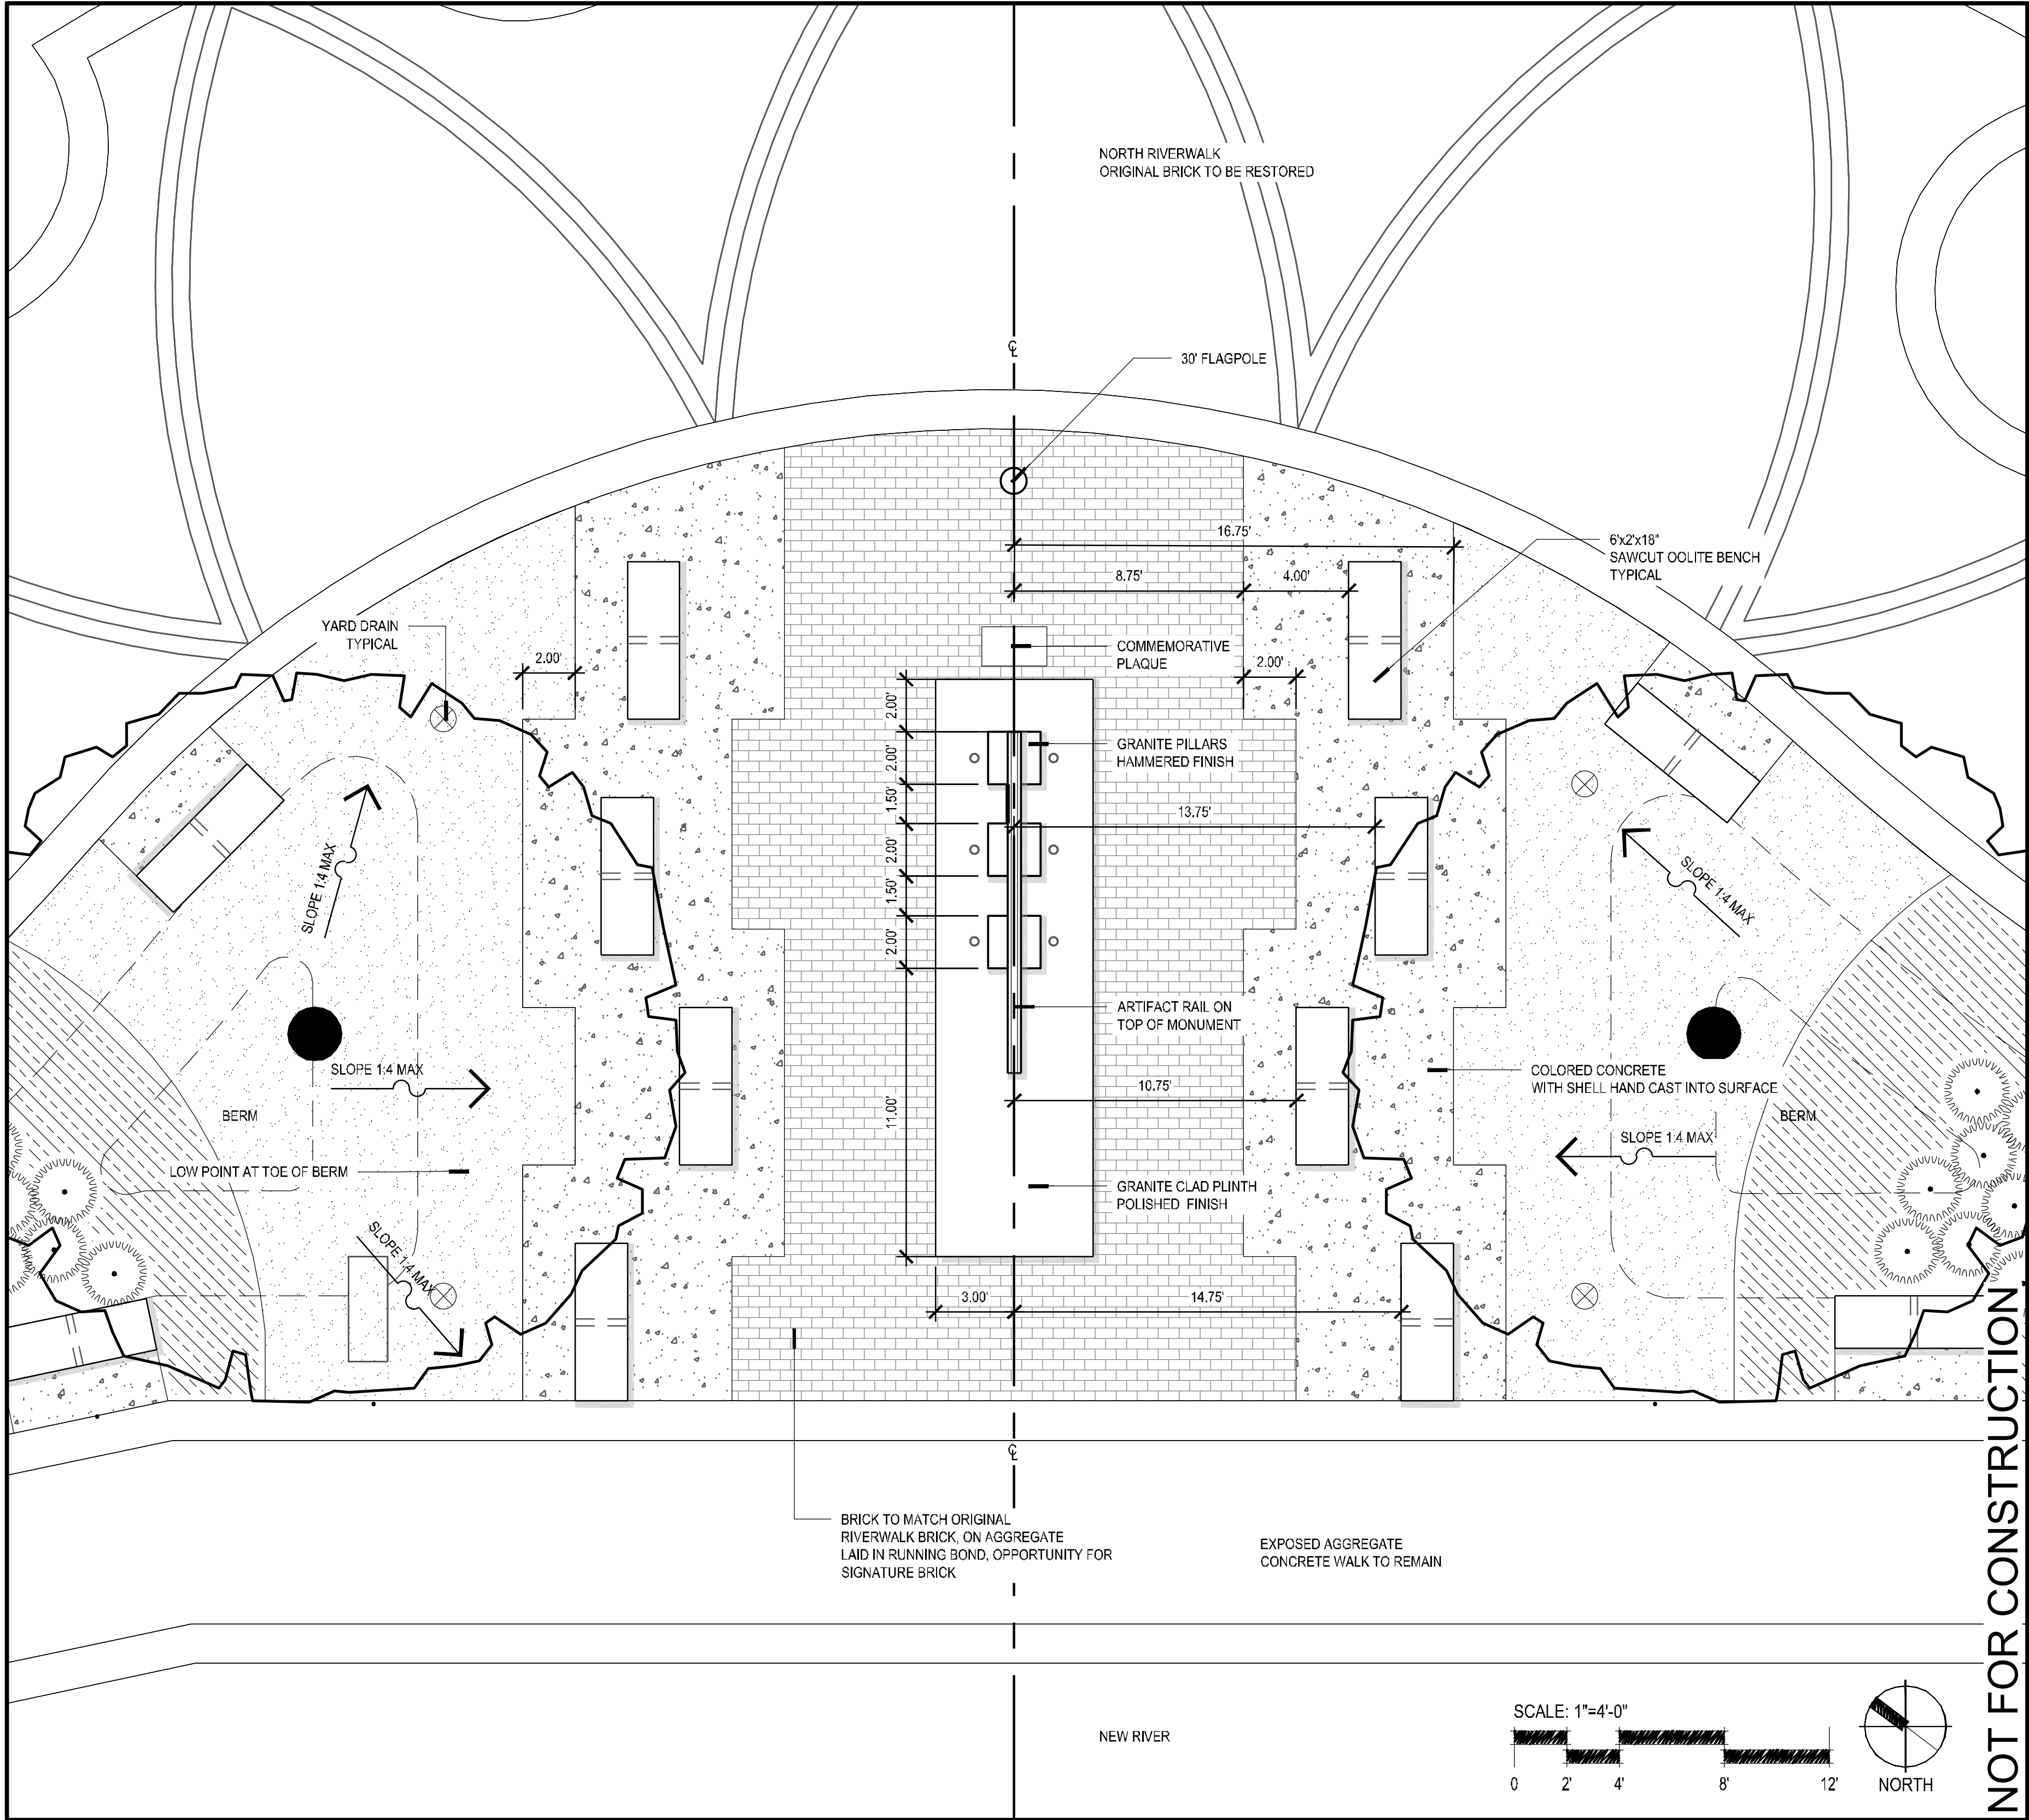 NORTH RIVERWALK
ORIGINAL BRICK TO BE RESTORED
℄
30' FLAGPOLE
16.75'
8.75'
4.00'
6'x2'x18"
SAWCUT OOLITE BENCH
TYPICAL
YARD DRAIN
TYPICAL
2.00'
COMMEMORATIVE
PLAQUE
2.00'
2.00'
2.00'
1.50'
2.00'
1.50'
2.00'
11.00'
GRANITE PILLARS
HAMMERED FINISH
13.75'
SLOPE 1:4 MAX
SLOPE 1:4 MAX
ARTIFACT RAIL ON
TOP OF MONUMENT
SLOPE 1:4 MAX
BERM
10.75'
COLORED CONCRETE
WITH SHELL HAND CAST INTO SURFACE
BERM
SLOPE 1:4 MAX
LOW POINT AT TOE OF BERM
GRANITE CLAD PLINTH
POLISHED FINISH
SLOPE 1:4 MAX
3.00'
14.75'
℄
BRICK TO MATCH ORIGINAL
RIVERWALK BRICK, ON AGGREGATE
LAID IN RUNNING BOND, OPPORTUNITY FOR
SIGNATURE BRICK
EXPOSED AGGREGATE
CONCRETE WALK TO REMAIN
NEW RIVER
SCALE: 1"=4'-0"
0 2' 4' 8' 12'
NORTH
NOT FOR CONSTRUCTION